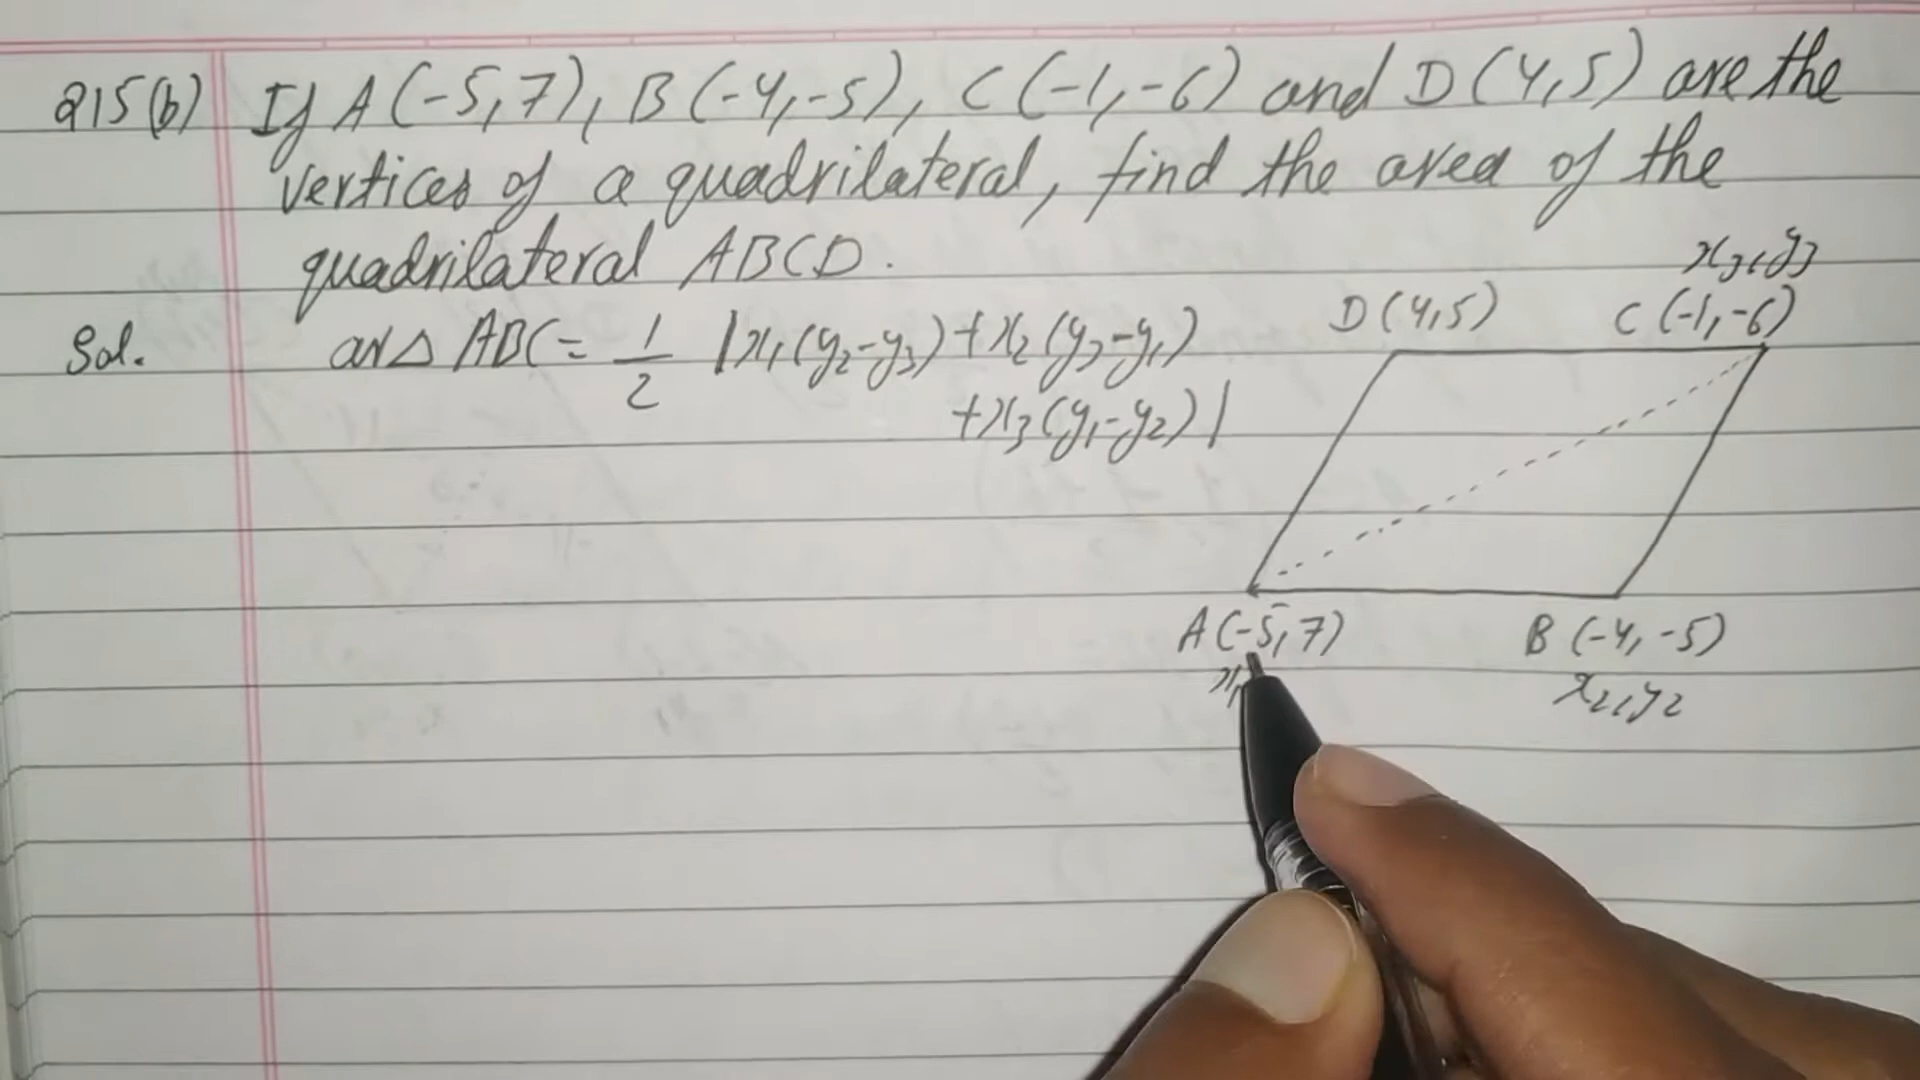 Q15(b) If A(-5,7), B(-4,-5), C(-1,-6) and D(4,5) are the
vertices of a quadrilateral, find the area of the
quadrilateral ABCD.
Sol. ar△ ABC = 1/2 |x₁(y₂-y₃)+x₂(y₃-y₁)
+x₃(y₁-y₂)|
x₃,y₃
D(4,5) C(-1,-6)
A(-5,7) B(-4,-5)
x₁ x₂,y₂